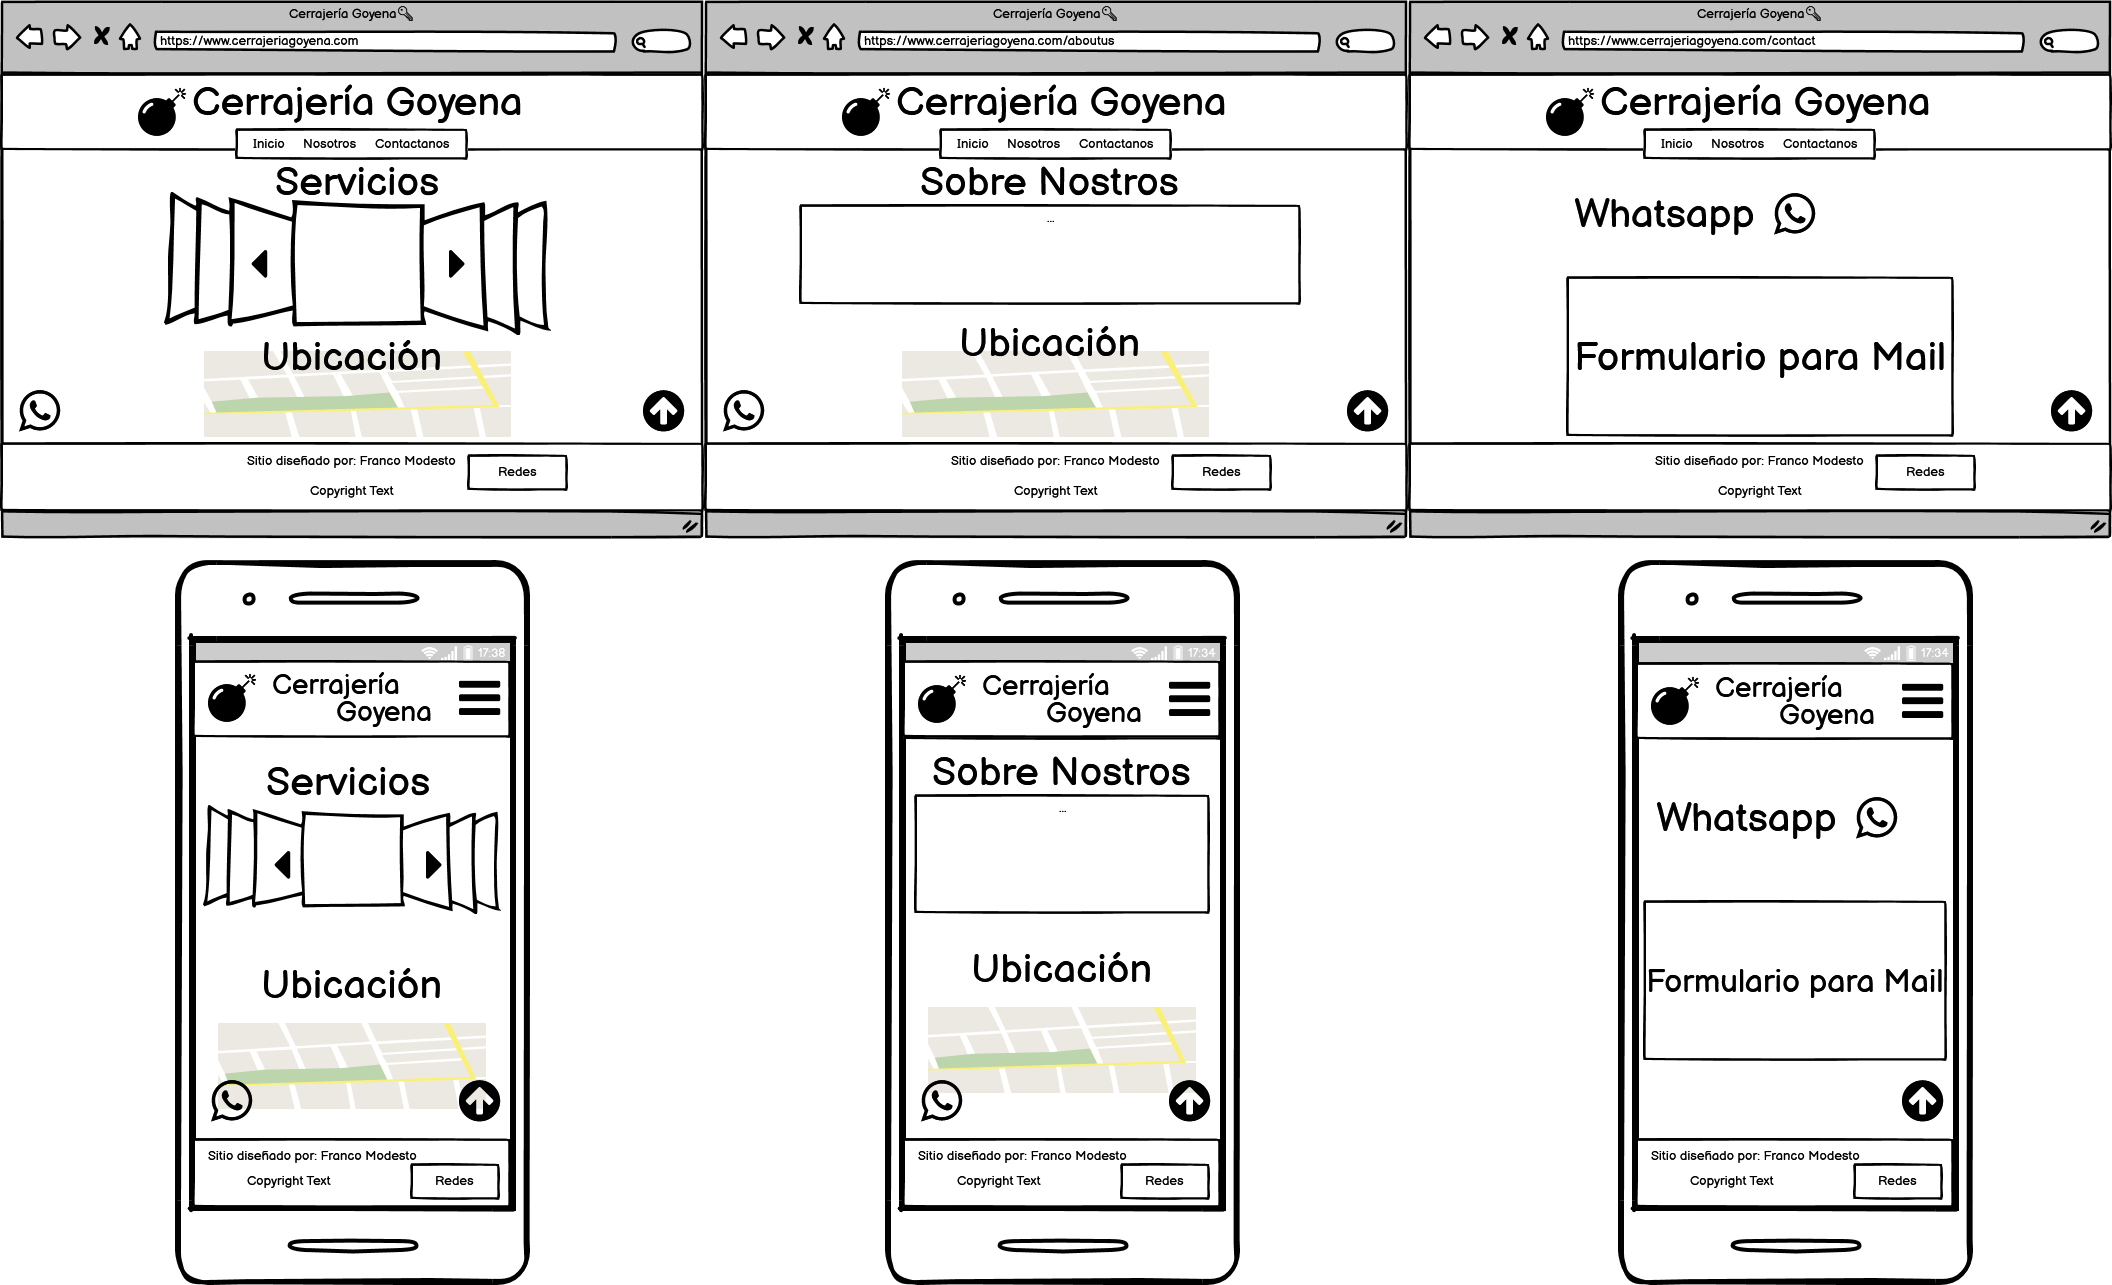 Cerrajería Goyena
https://www.cerrajeriagoyena.com
Cerrajería Goyena
Inicio Nosotros Contactanos
Servicios
Ubicación
Sitio diseñado por: Franco Modesto
Redes
Copyright Text
Cerrajería Goyena
https://www.cerrajeriagoyena.com/aboutus
Cerrajería Goyena
Inicio Nosotros Contactanos
Sobre Nostros
...
Ubicación
Sitio diseñado por: Franco Modesto
Redes
Copyright Text
Cerrajería Goyena
https://www.cerrajeriagoyena.com/contact
Cerrajería Goyena
Inicio Nosotros Contactanos
Whatsapp
Formulario para Mail
Sitio diseñado por: Franco Modesto
Redes
Copyright Text
17:38
Cerrajería
Goyena
Servicios
Ubicación
Sitio diseñado por: Franco Modesto
Copyright Text
Redes
17:34
Cerrajería
Goyena
Sobre Nostros
...
Ubicación
Sitio diseñado por: Franco Modesto
Copyright Text
Redes
17:34
Cerrajería
Goyena
Whatsapp
Formulario para Mail
Sitio diseñado por: Franco Modesto
Copyright Text
Redes